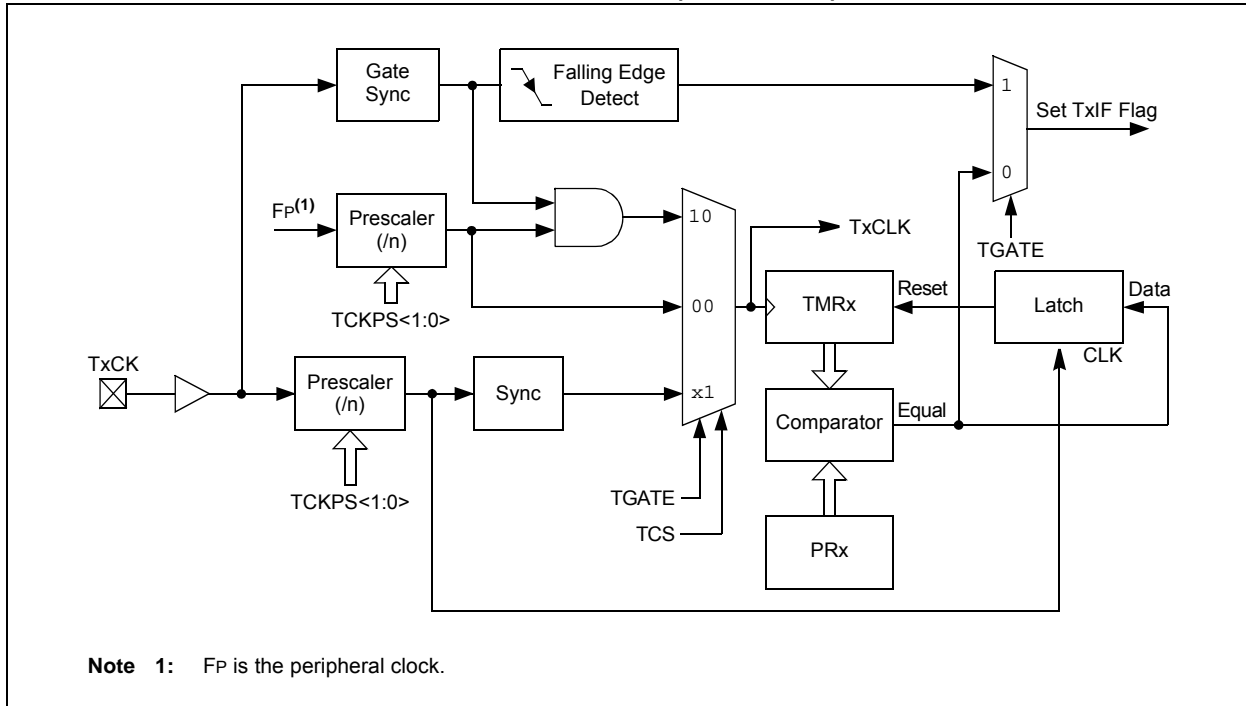 Gate
Sync
Falling Edge
Detect
1
Set TxIF Flag
0
FP(1)
Prescaler
(/n)
10
TxCLK
TGATE
TCKPS<1:0>
00
TMRx
Reset
Latch
Data
CLK
TxCK
Prescaler
(/n)
Sync
x1
Comparator
Equal
TCKPS<1:0>
TGATE
TCS
PRx
Note 1: FP is the peripheral clock.